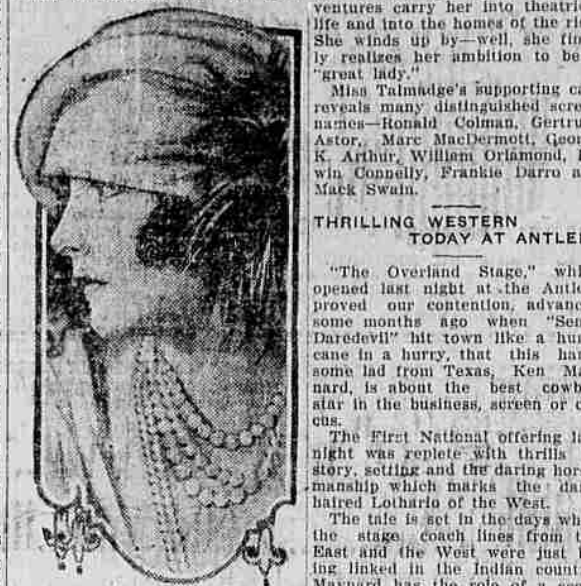 ventures carry her into theatri
life and into the homes of the ri
She winds up by—well, she fin
ly realizes her ambition to be
"great lady."
Miss Talmadge's supporting ca
reveals many distinguished scre
names—Ronald Colman, Gertru
Astor, Marc MacDermott, Geor
K. Arthur, William Orlamond, 
win Connelly, Frankie Darro a
Mack Swain.
THRILLING WESTERN
TODAY AT ANTLE
"The Overland Stage," whi
opened last night at the Antle
proved our contention, advanc
some months ago when "Sen
Daredevil" hit town like a hur
cane in a hurry, that this han
some lad from Texas, Ken Ma
nard, is about the best cowb
star in the business, screen or c
cus.
The First National offering l
night was replete with thrills
story, setting and the daring hor
manship which marks the dar
haired Lothario of the West.
The tale is set in the days wh
the stage coach lines from t
East and the West were just
ing linked in the Indian count
Maynard has the role of a